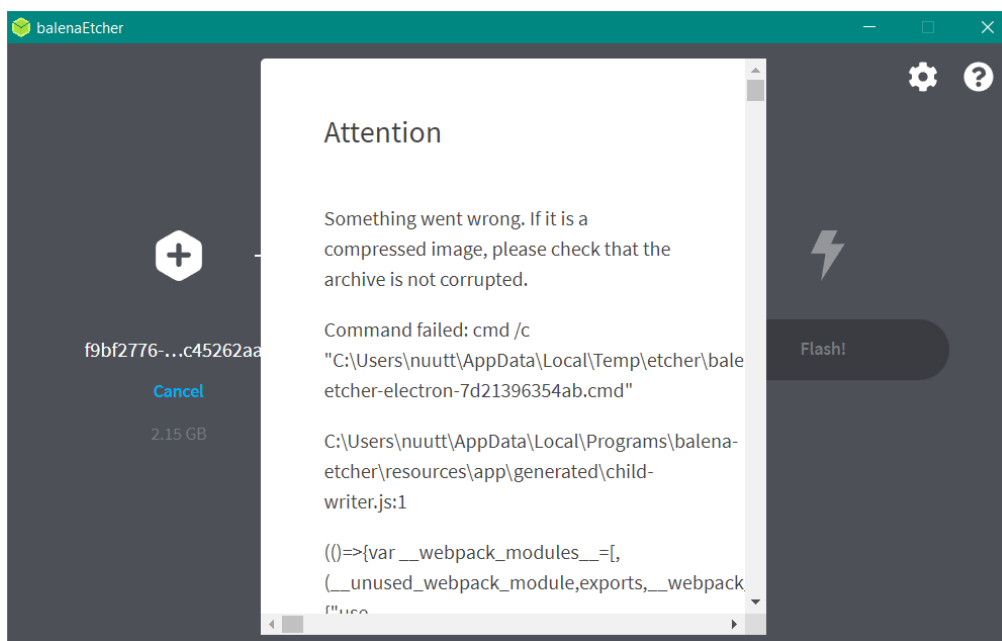 balenaEtcher
Attention
Something went wrong. If it is a
compressed image, please check that the
archive is not corrupted.
Command failed: cmd /c
"C:\Users\nuutt\AppData\Local\Temp\etcher\bale
etcher-electron-7d21396354ab.cmd"
C:\Users\nuutt\AppData\Local\Programs\balena-
etcher\resources\app\generated\child-
writer.js:1
(()=>{var __webpack_modules__=[,
(__unused_webpack_module,exports,__webpack_
{"use
f9bf2776-...c45262aa
Cancel
2.15 GB
Flash!